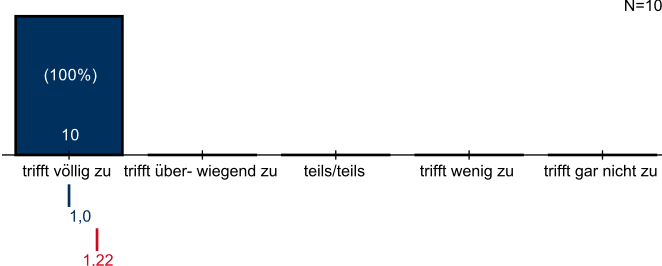 N=10
(100%)
10
trifft völlig zu
trifft über- wiegend zu
teils/teils
trifft wenig zu
trifft gar nicht zu
1,0
1.22